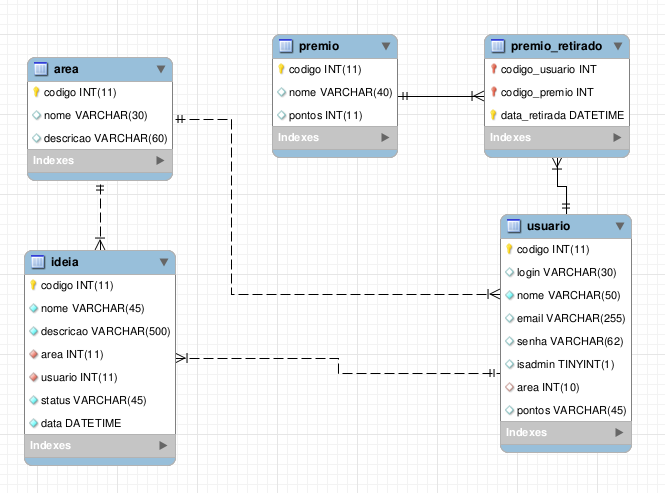 area
codigo INT(11)
nome VARCHAR(30)
descricao VARCHAR(60)
Indexes
premio
codigo INT(11)
nome VARCHAR(40)
pontos INT(11)
Indexes
premio_retirado
codigo_usuario INT
codigo_premio INT
data_retirada DATETIME
Indexes
ideia
codigo INT(11)
nome VARCHAR(45)
descricao VARCHAR(500)
area INT(11)
usuario INT(11)
status VARCHAR(45)
data DATETIME
Indexes
usuario
codigo INT(11)
login VARCHAR(30)
nome VARCHAR(50)
email VARCHAR(255)
senha VARCHAR(62)
isadmin TINYINT(1)
area INT(10)
pontos VARCHAR(45)
Indexes